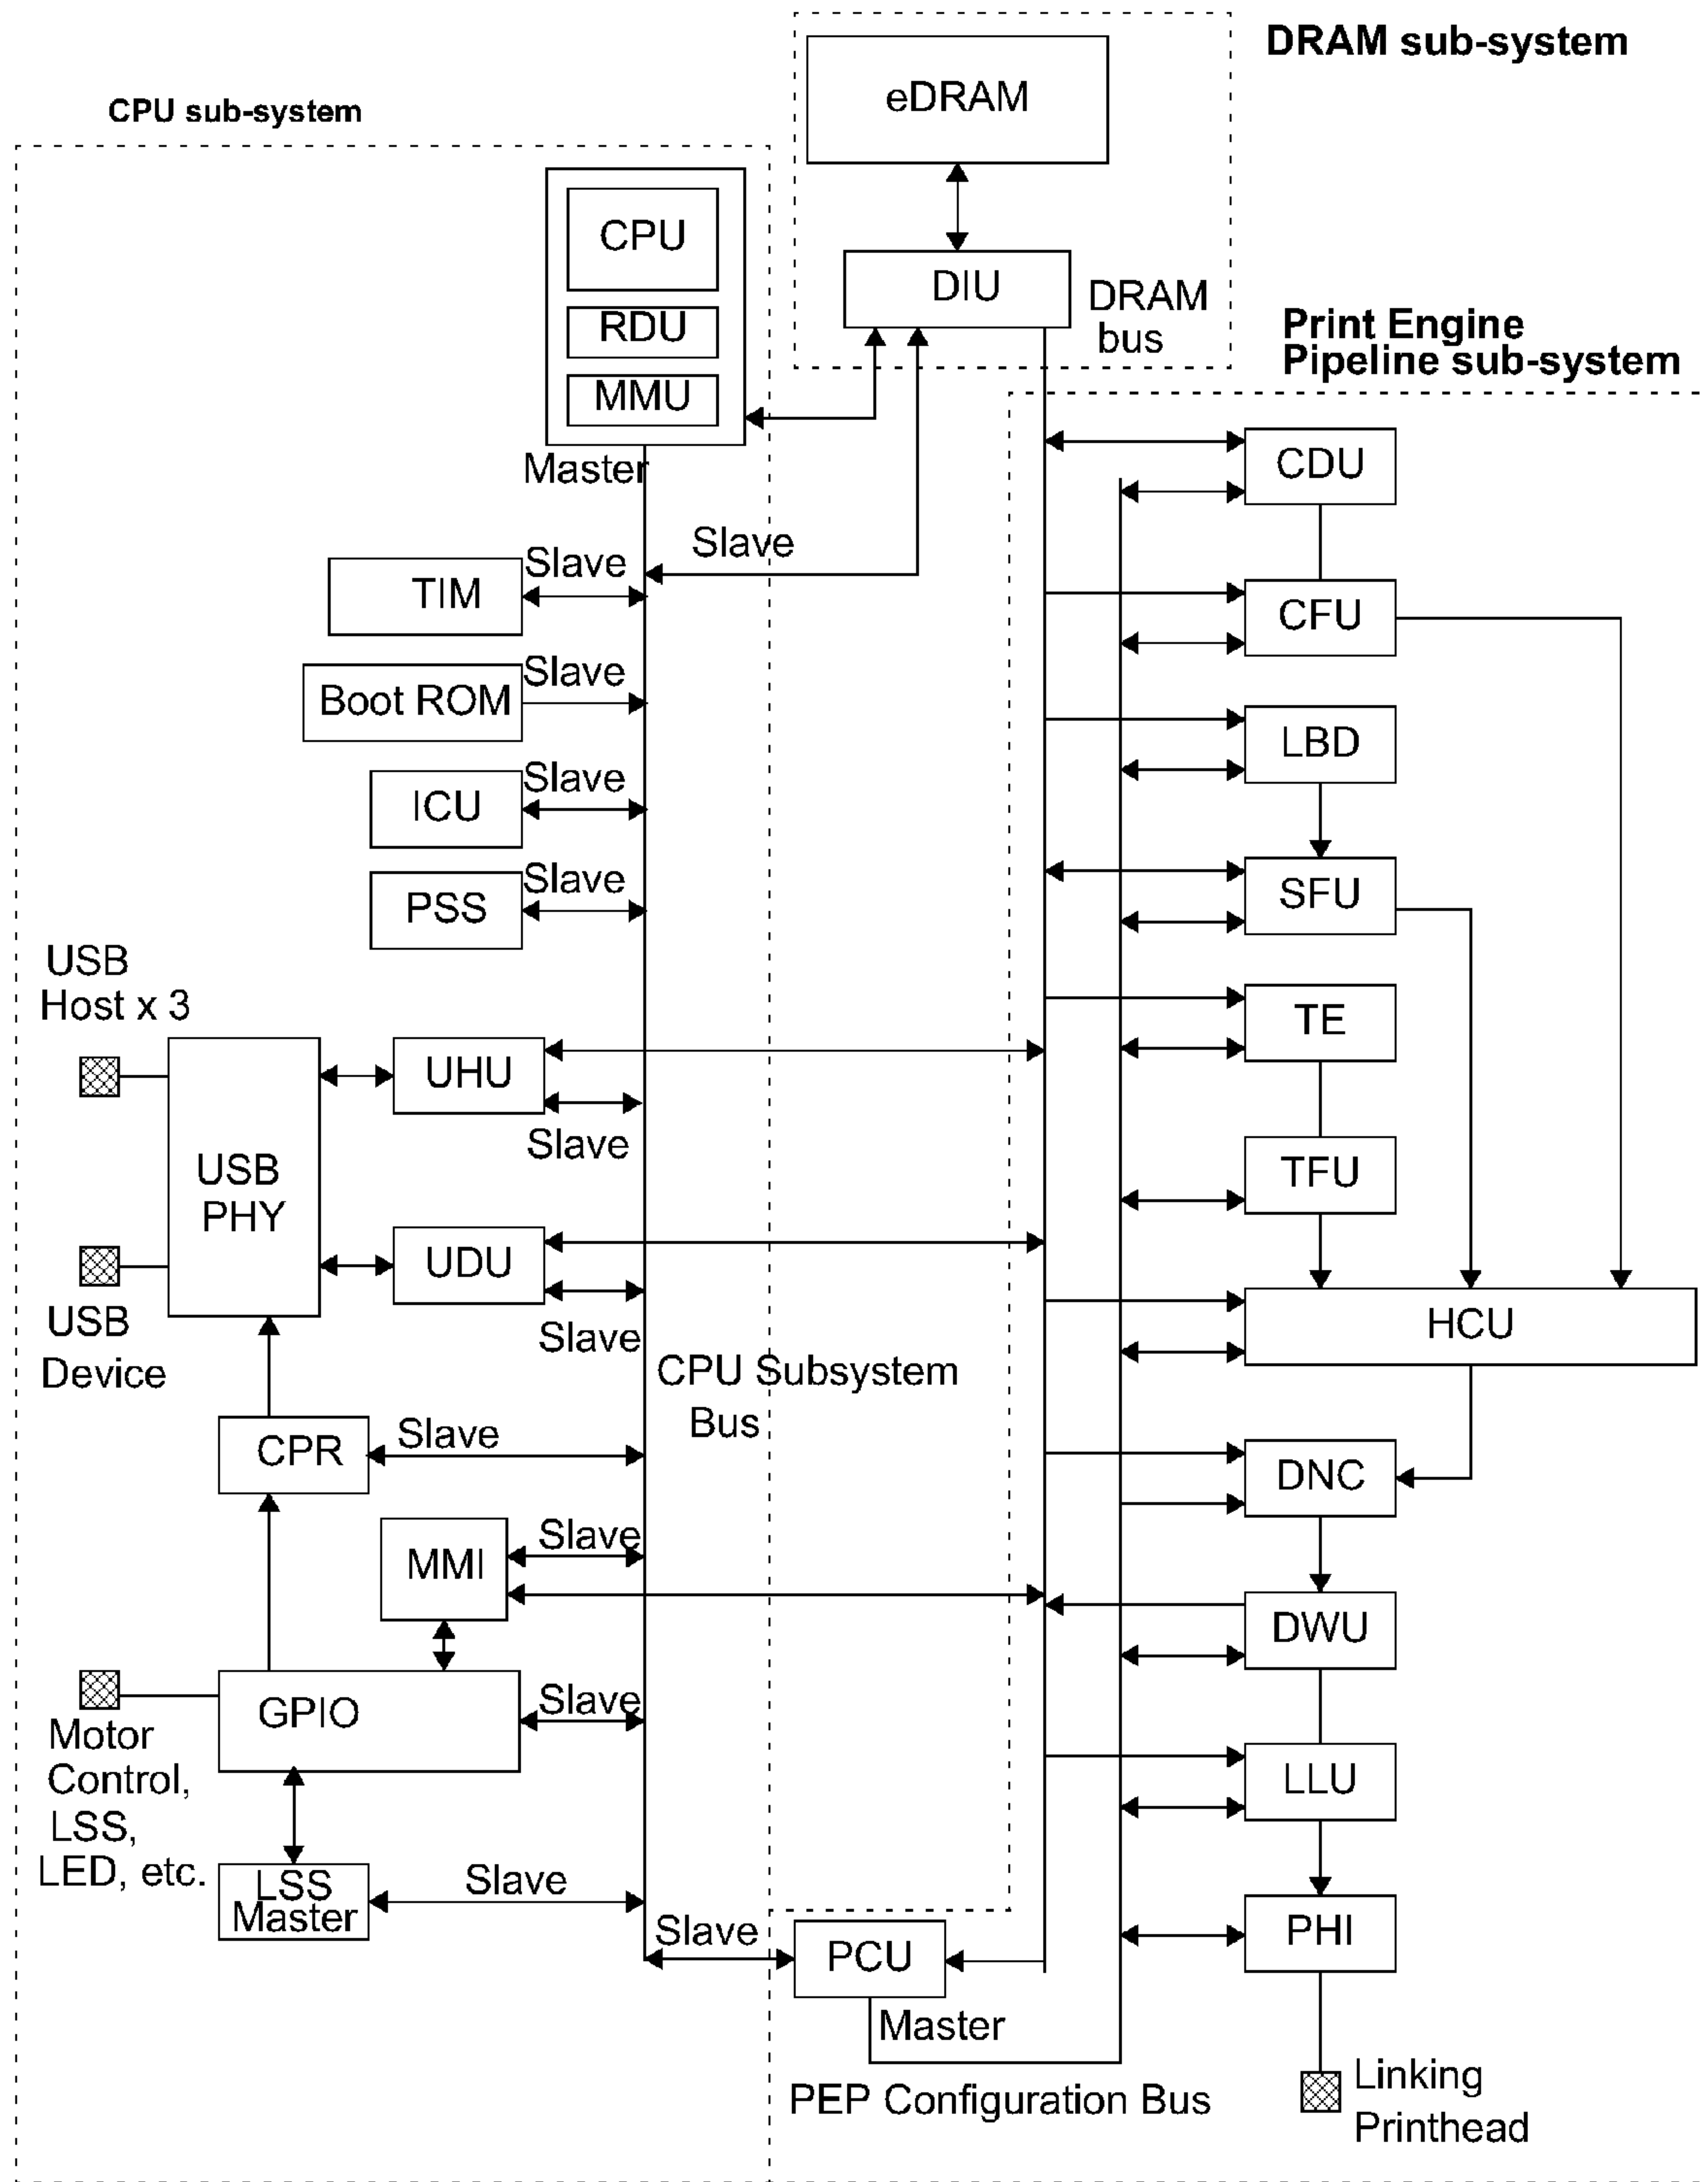 DRAM sub-system
eDRAM
CPU sub-system
CPU
DIU
DRAM
bus
RDU
MMU
Print Engine
Pipeline sub-system
Master
CDU
Slave
Slave
TIM
CFU
Slave
Boot ROM
LBD
Slave
ICU
Slave
PSS
SFU
USB
Host x 3
TE
UHU
Slave
USB
PHY
TFU
UDU
USB
Device
Slave
HCU
CPU Subsystem
Bus
Slave
CPR
DNC
Slave
MMI
DWU
Slave
GPIO
Motor
Control,
LSS,
LED, etc.
LLU
LSS
Master
Slave
Slave
PCU
PHI
Master
PEP Configuration Bus
Linking
Printhead